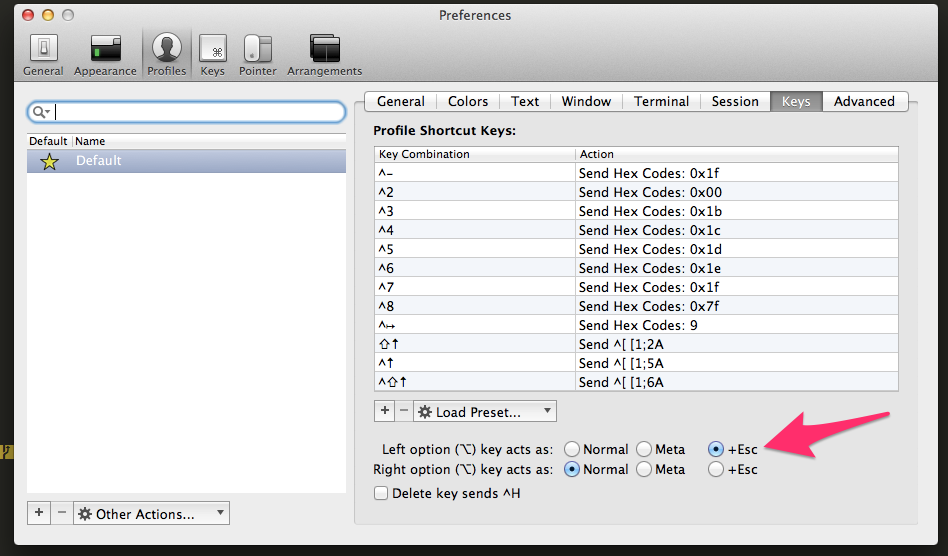 Preferences
General Appearance Profiles Keys Pointer Arrangements
General Colors Text Window Terminal Session Keys Advanced
Default Name
Default
Profile Shortcut Keys:
Key Combination Action
^- Send Hex Codes: 0x1f
^2 Send Hex Codes: 0x00
^3 Send Hex Codes: 0x1b
^4 Send Hex Codes: 0x1c
^5 Send Hex Codes: 0x1d
^6 Send Hex Codes: 0x1e
^7 Send Hex Codes: 0x1f
^8 Send Hex Codes: 0x7f
^↦ Send Hex Codes: 9
⇧↑ Send ^[ [1;2A
^↑ Send ^[ [1;5A
^⇧↑ Send ^[ [1;6A
+ − Load Preset...
Left option (⌥) key acts as: Normal Meta +Esc
Right option (⌥) key acts as: Normal Meta +Esc
Delete key sends ^H
+ − Other Actions...